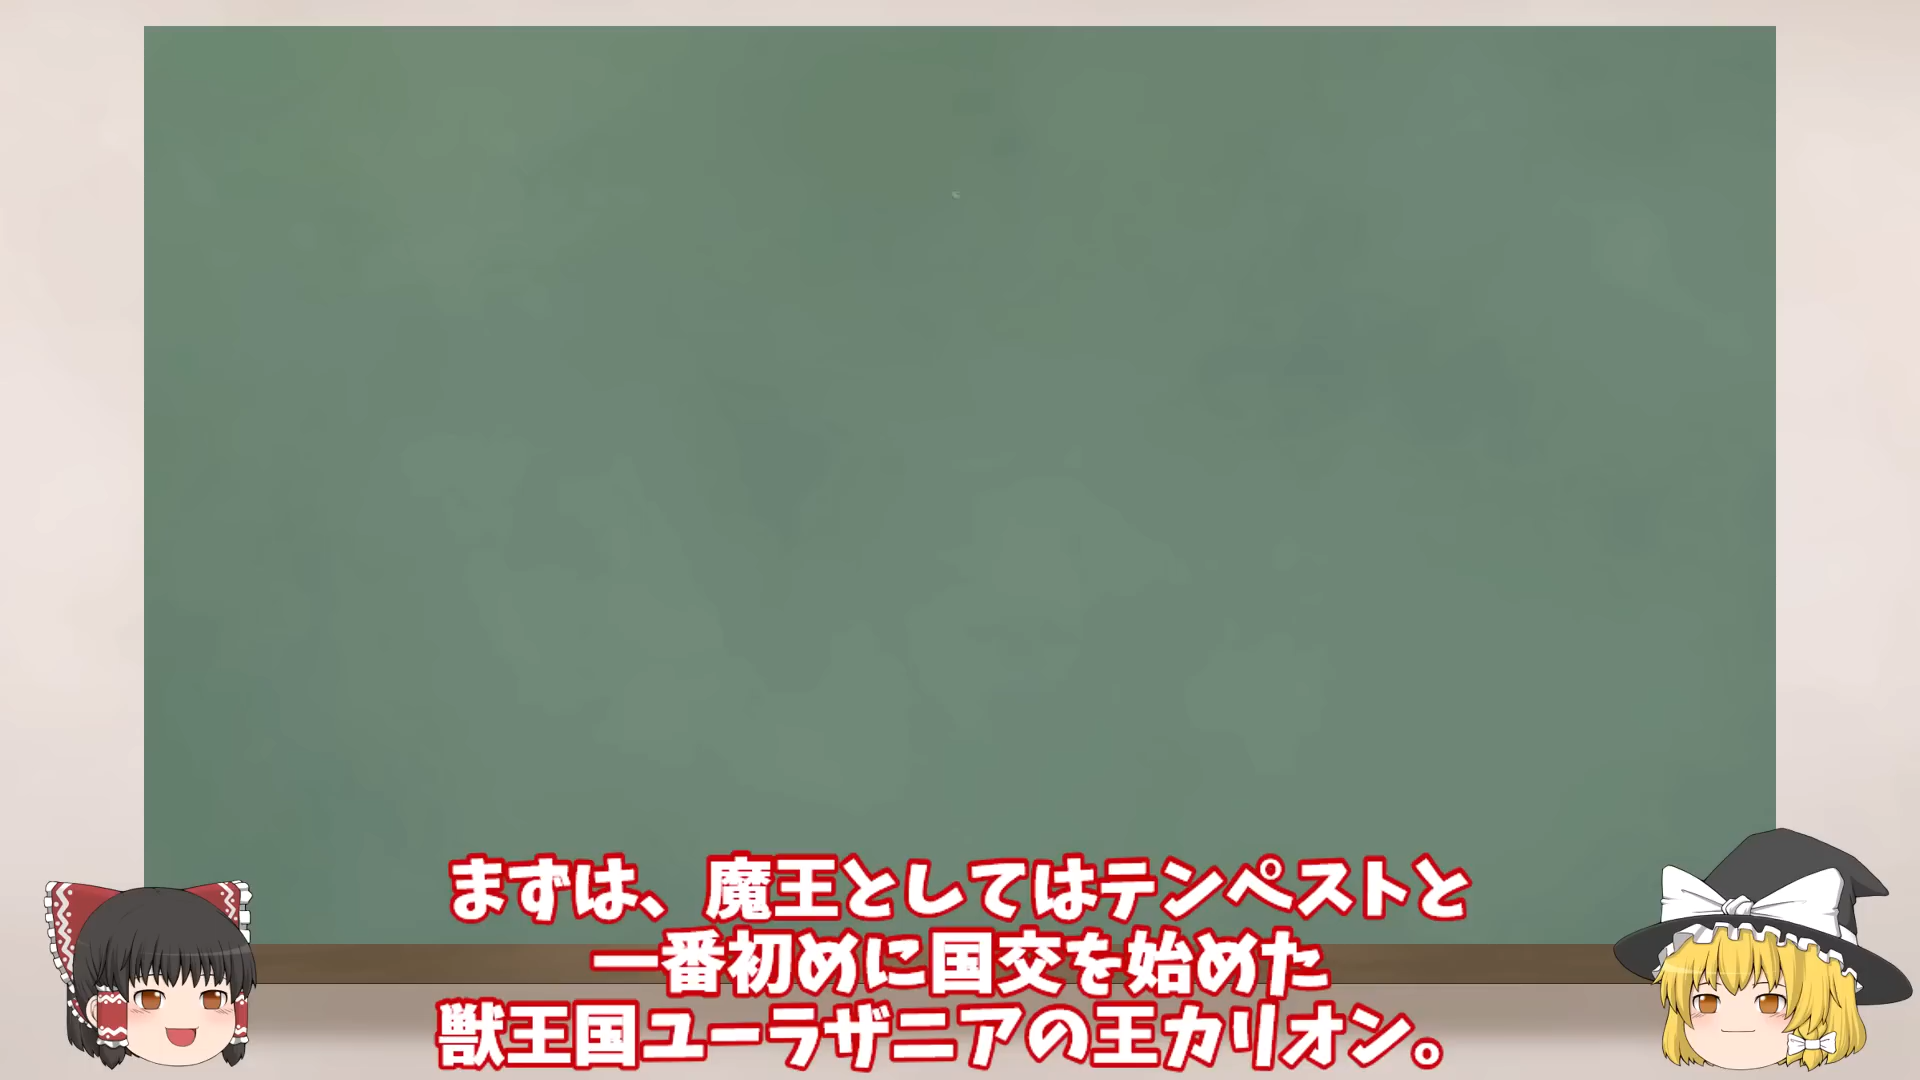 まずは、魔王としてはテンペストと
一番初めに国交を始めた
獣王国ユーラザニアの王カリオン。